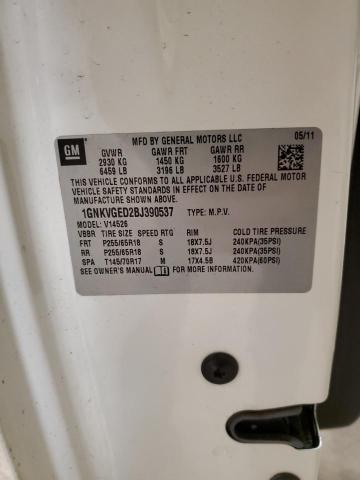 GM
MFD BY GENERAL MOTORS LLC 05/11
GVWR GAWR FRT GAWR RR
2930 KG 1450 KG 1600 KG
6459 LB 3196 LB 3527 LB
THIS VEHICLE CONFORMS TO ALL APPLICABLE U.S. FEDERAL MOTOR
VEHICLE SAFETY STANDARDS IN EFFECT ON THE DATE OF
MANUFACTURE SHOWN ABOVE.
1GNKVGED2BJ390537 TYPE: M.P.V.
MODEL: V14526
VBBR TIRE SIZE SPEED RTG RIM COLD TIRE PRESSURE
FRT P255/65R18 S 18X7.5J 240KPA(35PSI)
RR P255/65R18 S 18X7.5J 240KPA(35PSI)
SPA T145/70R17 M 17X4.5B 420KPA(60PSI)
SEE OWNER'S MANUAL FOR MORE INFORMATION.